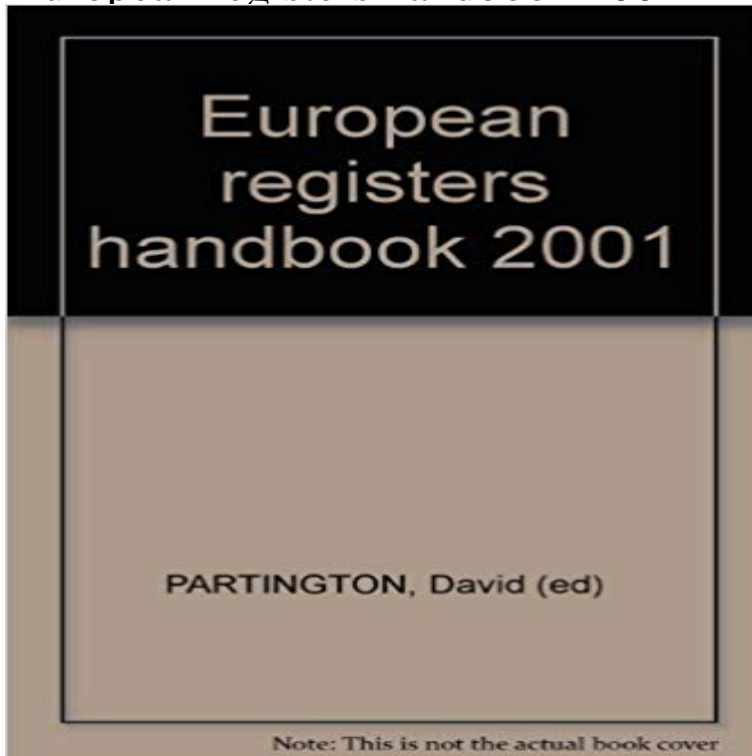 European
registers
handbook 2001
PARTINGTON, David (ed)
Note: This is not the actual book cover